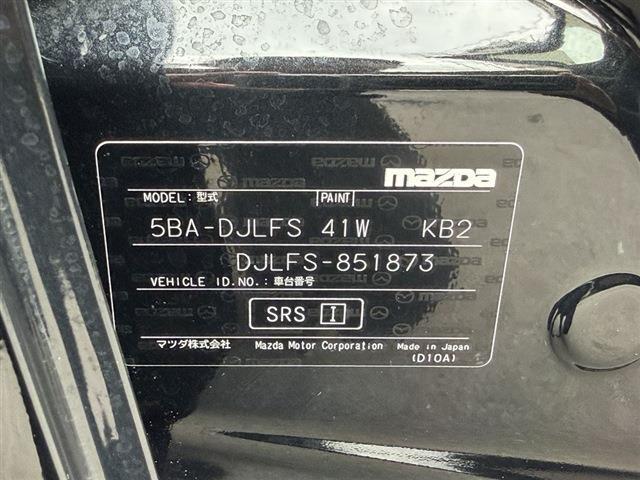 mazda
MODEL:型式 PAINT
5BA-DJLFS 41W KB2
DJLFS-851873
VEHICLE ID.NO.:車台番号
SRS I
マツダ株式会社 Mazda Motor Corporation Made in Japan
(D10A)